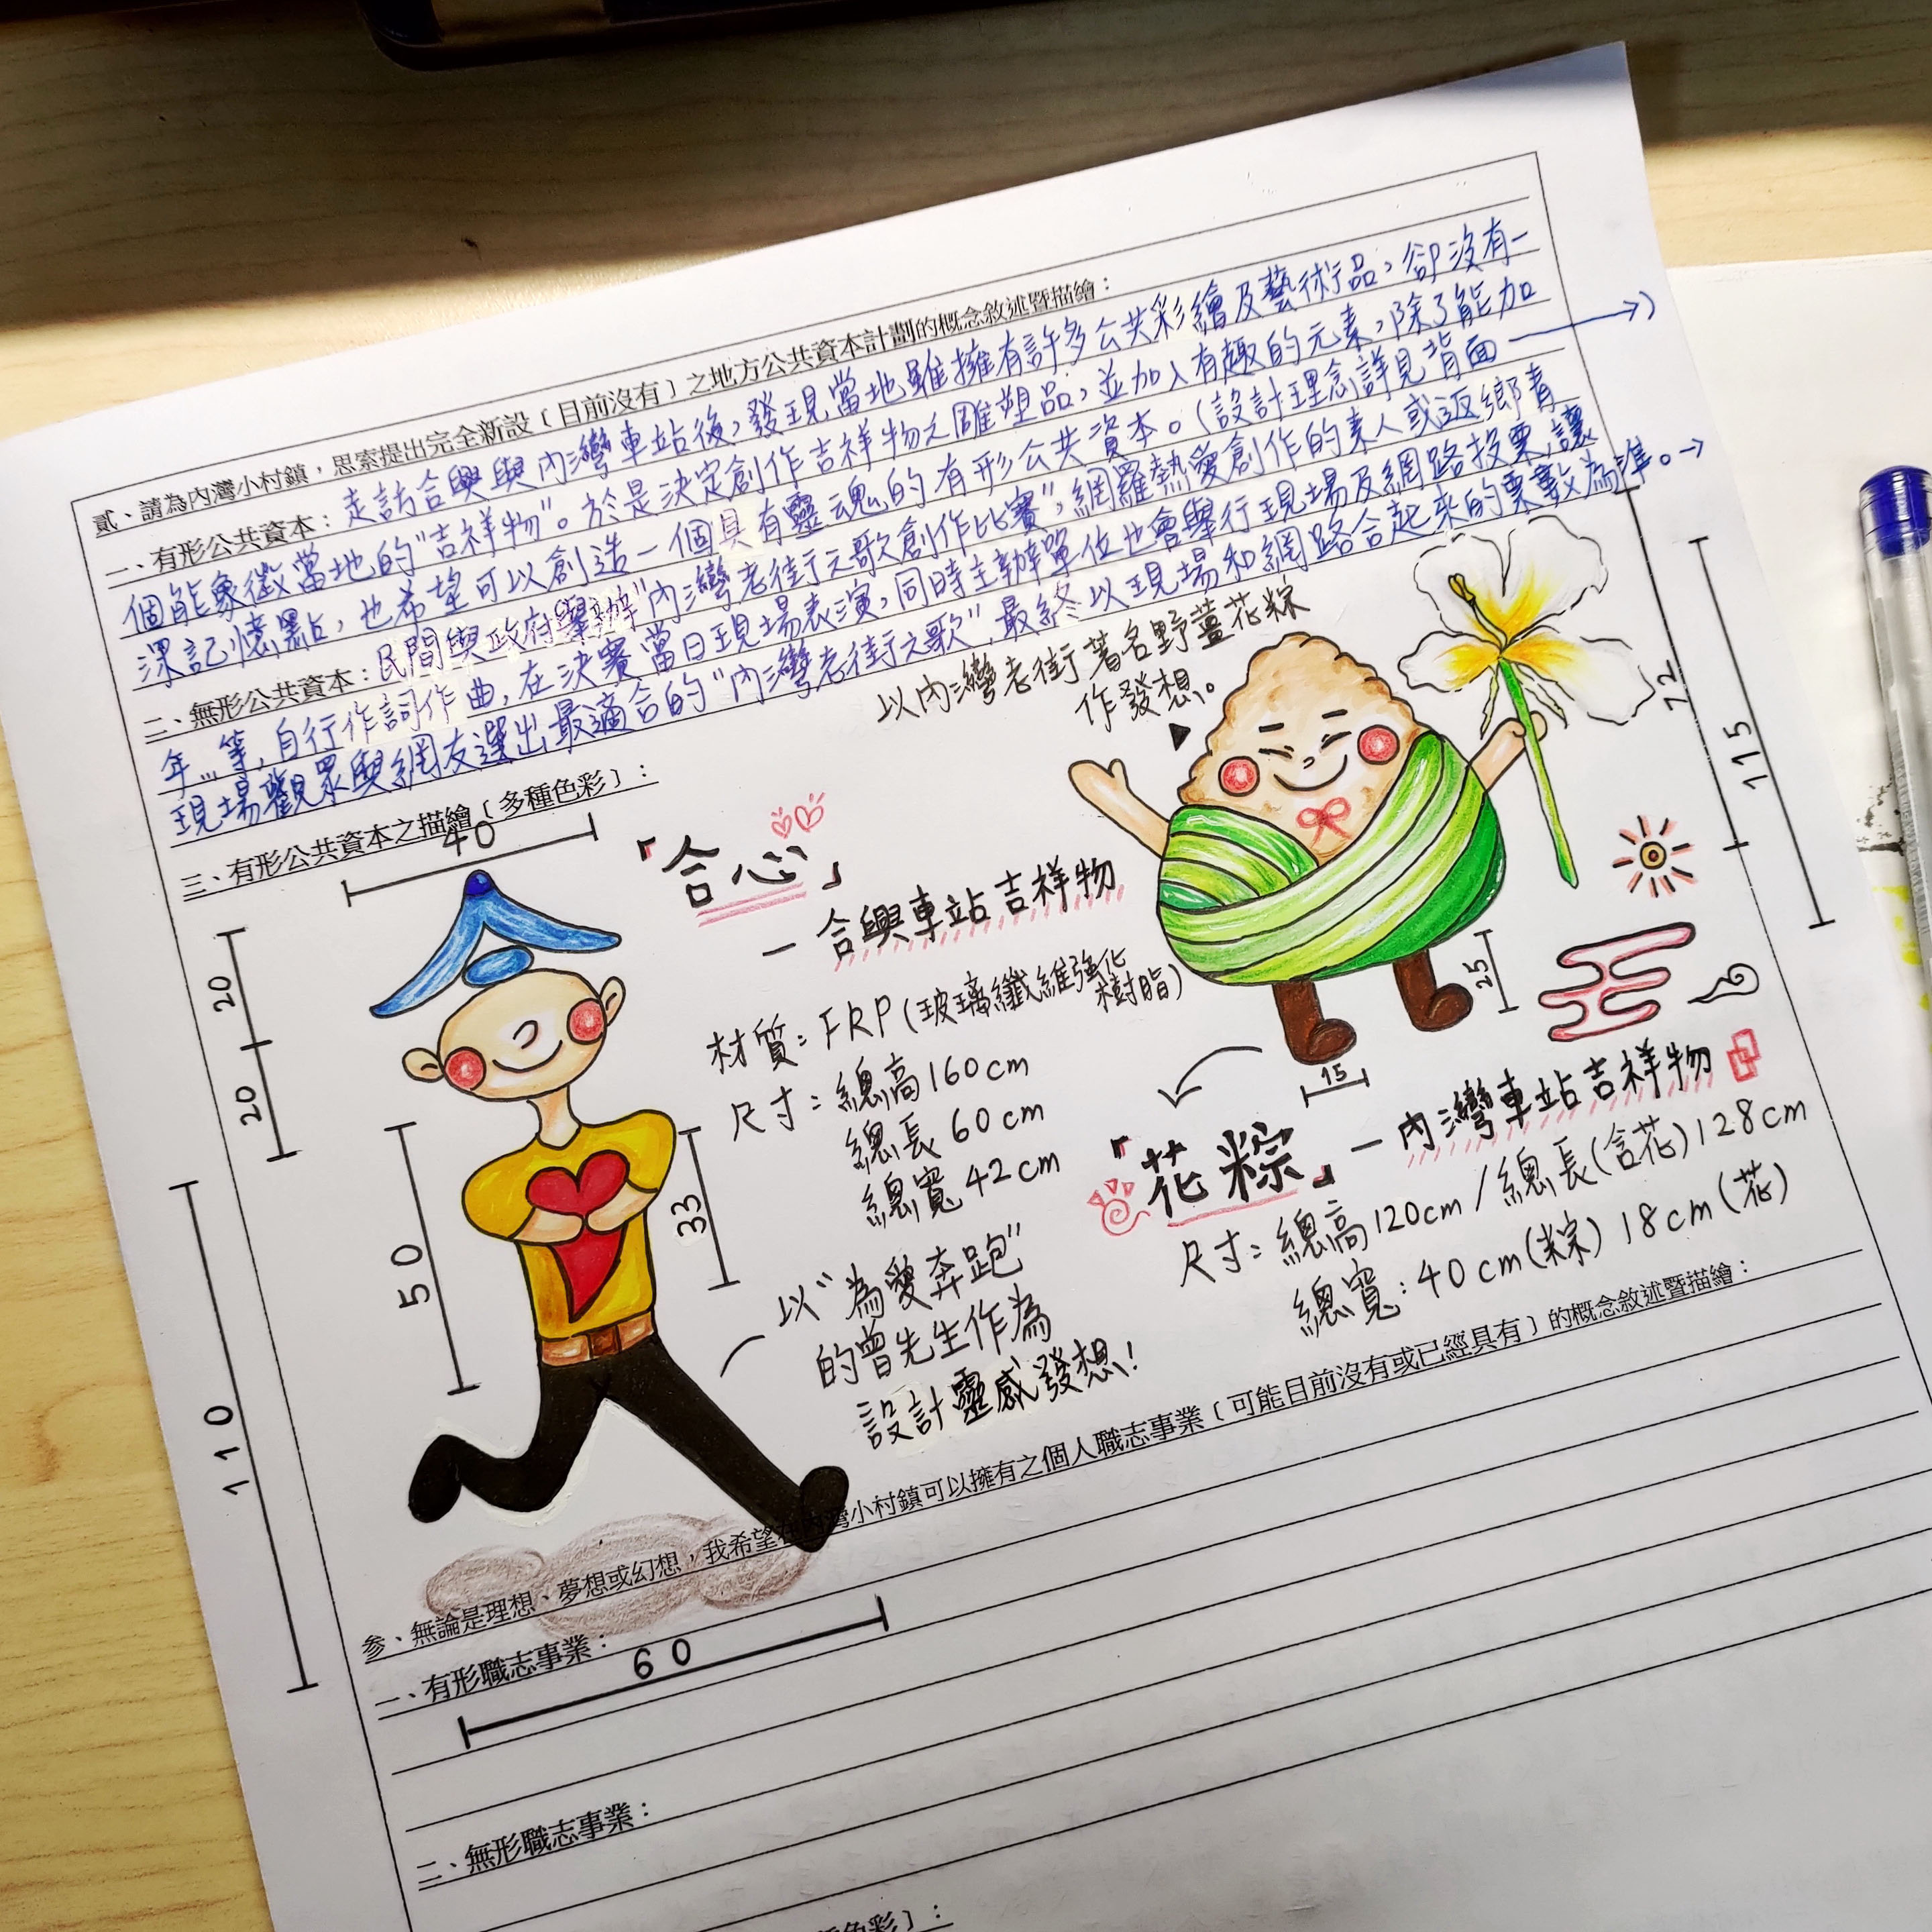 貳、請為內灣小村鎮，思索提出完全新設〔目前沒有〕之地方公共資本計劃的概念敘述暨描繪：
一、有形公共資本：走訪合興與內灣車站後，發現當地雖擁有許多公共彩繪及藝術品，卻沒有一
個能象徵當地的"吉祥物"。於是決定創作吉祥物之雕塑品，並加入有趣的元素，除了能加
深記憶點，也希望可以創造一個具有靈魂的有形公共資本。(設計理念詳見背面→)
二、無形公共資本：民間與政府舉辦"內灣老街之歌創作比賽"，網羅熱愛創作的素人或返鄉青
年...等，自行作詞作曲，在決賽當日現場表演，同時主辦單位也會舉行現場及網路投票，讓
現場觀眾與網友選出最適合的"內灣老街之歌"，最終以現場和網路合起來的票數為準。→
三、有形公共資本之描繪〔多種色彩〕：
以內灣老街著名野薑花粽
作發想。
40
20
20
50
33
110
60
「合心」
—合興車站吉祥物
材質：FRP(玻璃纖維強化
樹脂)
尺寸：總高160cm
總長60cm
總寬42cm
以"為愛奔跑"
的曾先生作為
設計靈感發想！
72
115
25
15
「花粽」—內灣車站吉祥物
尺寸：總高120cm/總長(含花)128cm
總寬：40cm(粽) 18cm(花)
參、無論是理想、夢想或幻想，我希望在內灣小村鎮可以擁有之個人職志事業〔可能目前沒有或已經具有〕的概念敘述暨描繪：
一、有形職志事業：
二、無形職志事業：
色彩〕：